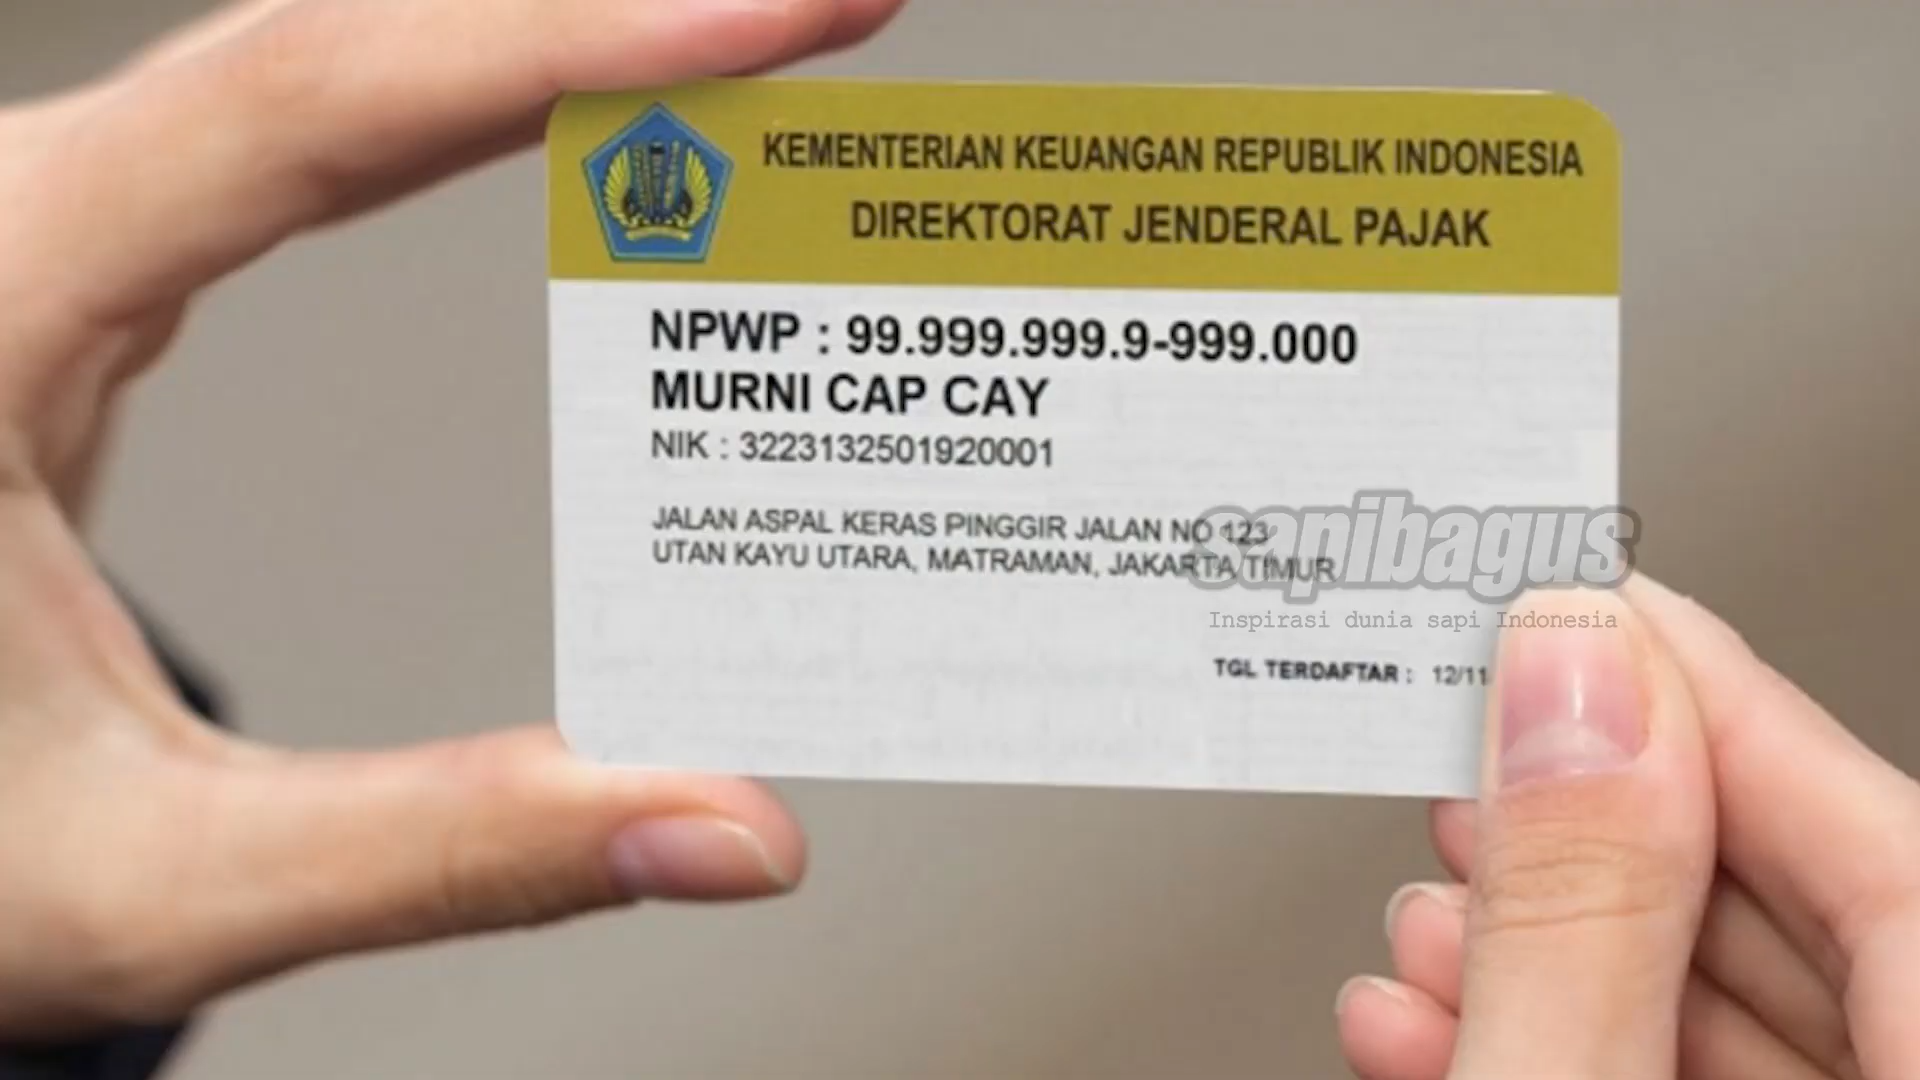 KEMENTERIAN KEUANGAN REPUBLIK INDONESIA
DIREKTORAT JENDERAL PAJAK
NPWP : 99.999.999.9-999.000
MURNI CAP CAY
NIK : 3223132501920001
JALAN ASPAL KERAS PINGGIR JALAN NO 123
UTAN KAYU UTARA, MATRAMAN, JAKARTA TIMUR
sapibagus
Inspirasi dunia sapi Indonesia
TGL TERDAFTAR : 12/11